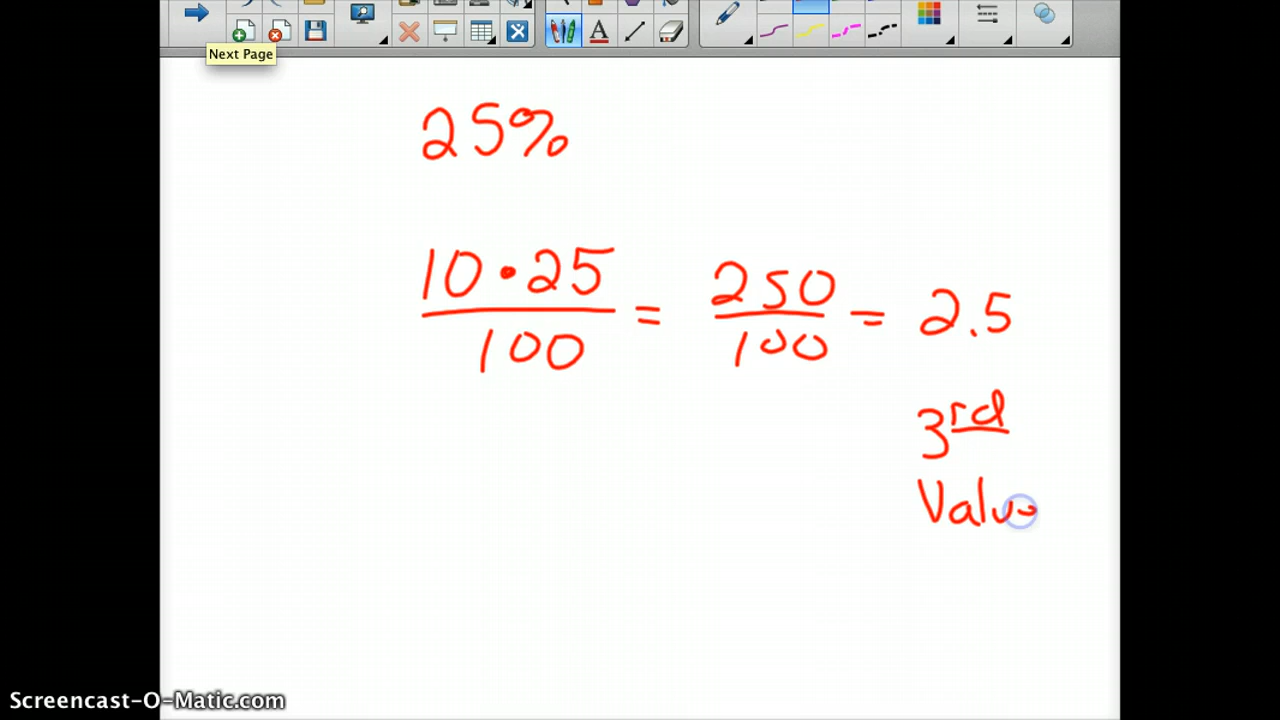 Next Page
25%
10 • 25 / 100 = 250 / 100 = 2.5
3rd
Value
Screencast-O-Matic.com